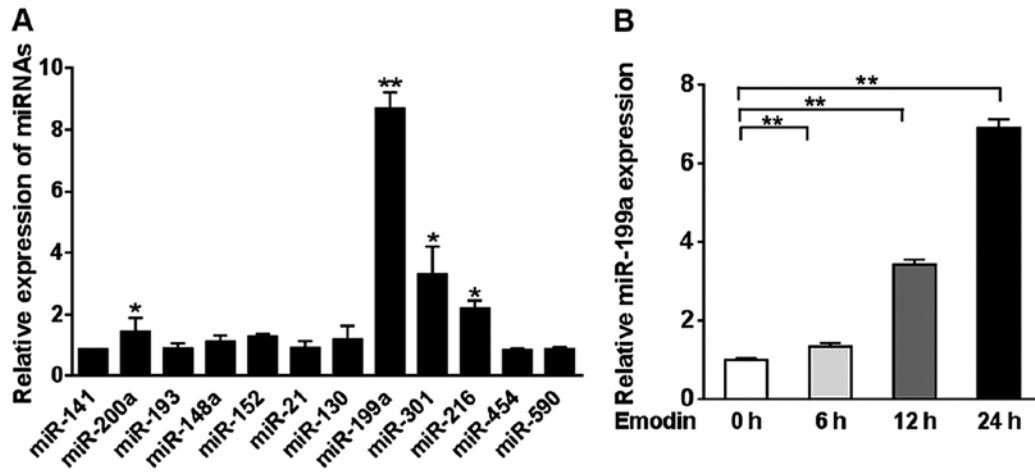 A
Relative expression of miRNAs
10
8
6
4
2
0
*
**
*
*
miR-141
miR-200a
miR-193
miR-148a
miR-152
miR-21
miR-130
miR-199a
miR-301
miR-216
miR-454
miR-590
B
Relative miR-199a expression
8
6
4
2
0
**
**
**
Emodin 0 h 6 h 12 h 24 h